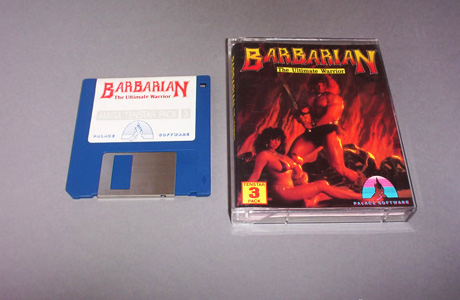 BARBARIAN
The Ultimate Warrior
PALACE SOFTWARE
BARBARIAN
The Ultimate Warrior
TENSTAR
3
PACK
PALACE SOFTWARE